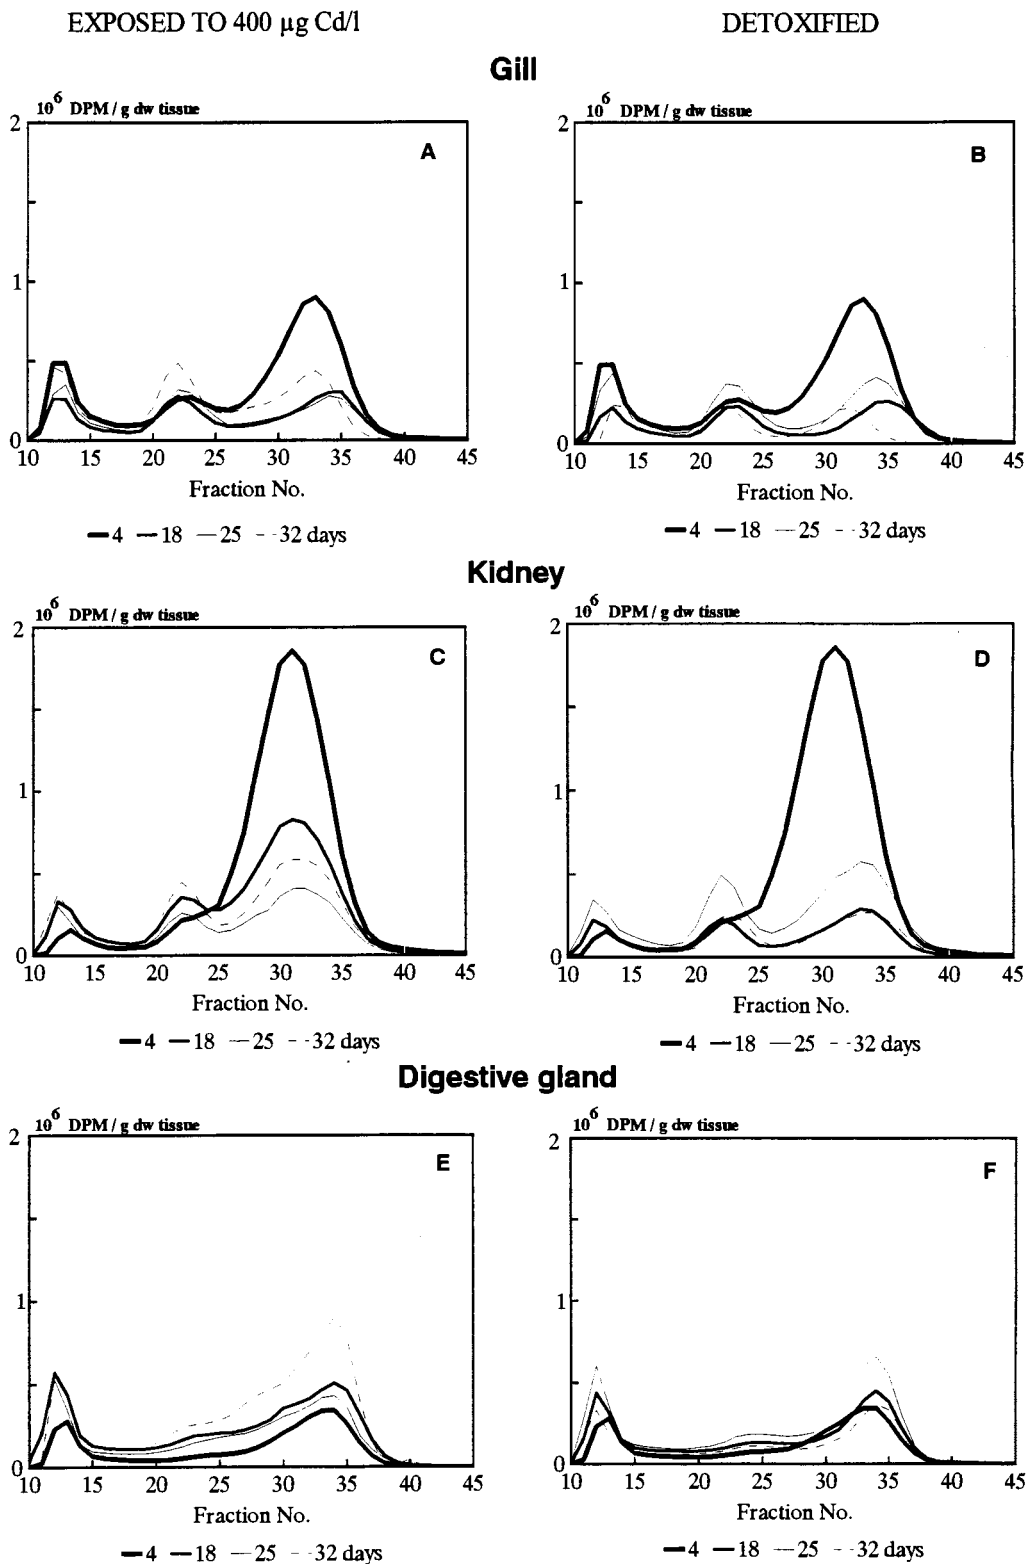 EXPOSED TO 400 µg Cd/l DETOXIFIED
Gill
10⁶ DPM / g dw tissue 10⁶ DPM / g dw tissue
2 2
A B
1 1
0 0
10 15 20 25 30 35 40 45 10 15 20 25 30 35 40 45
Fraction No. Fraction No.
4 18 25 32 days 4 18 25 32 days
Kidney
10⁶ DPM / g dw tissue 10⁶ DPM / g dw tissue
2 2
C D
1 1
0 0
10 15 20 25 30 35 40 45 10 15 20 25 30 35 40 45
Fraction No. Fraction No.
4 18 25 32 days 4 18 25 32 days
Digestive gland
10⁶ DPM / g dw tissue 10⁶ DPM / g dw tissue
2 2
E F
1 1
0 0
10 15 20 25 30 35 40 45 10 15 20 25 30 35 40 45
Fraction No. Fraction No.
4 18 25 32 days 4 18 25 32 days